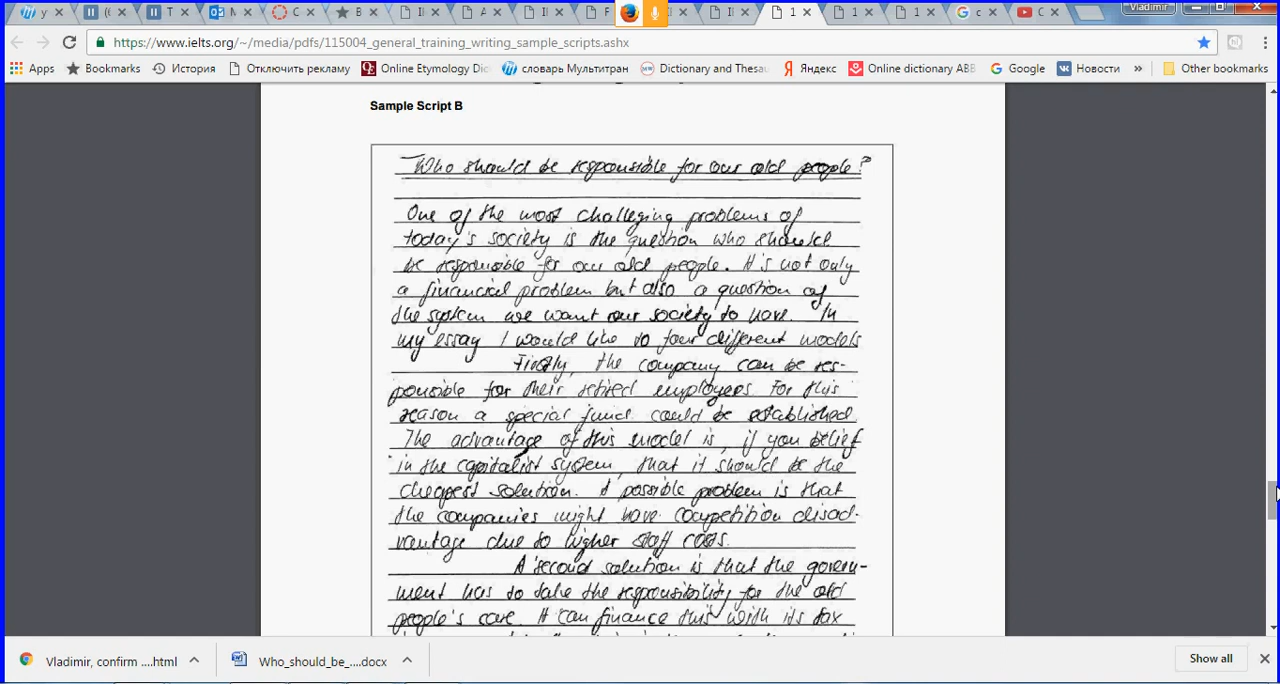 Vladimir
https://www.ielts.org/~/media/pdfs/115004_general_training_writing_sample_scripts.ashx
Apps Bookmarks История Отключить рекламу Online Etymology Dic словарь Мультитран Dictionary and Thesau Яндекс Online dictionary ABB Google Новости » Other bookmarks
Sample Script B
Who should be responsible for our old people?
One of the most challeging problems of
today's society is the question who should
be responsible for our old people. It's not only
a financial problem but also a question of
the system we want our society to have. In
my essay I would like to four different models
Firstly, the company can be res-
ponsible for their retired employees. For this
reason a special fund could be established.
The advantage of this model is, if you belief
in the capitalist system, that it should be the
cheapest solution. A possible problem is that
the companies might have competition disad-
vantage due to higher staff costs.
A second solution is that the govern-
ment has to take the responsibility for the old
people's care. It can finance this with its tax
Vladimir, confirm ....html
Who_should_be_....docx
Show all